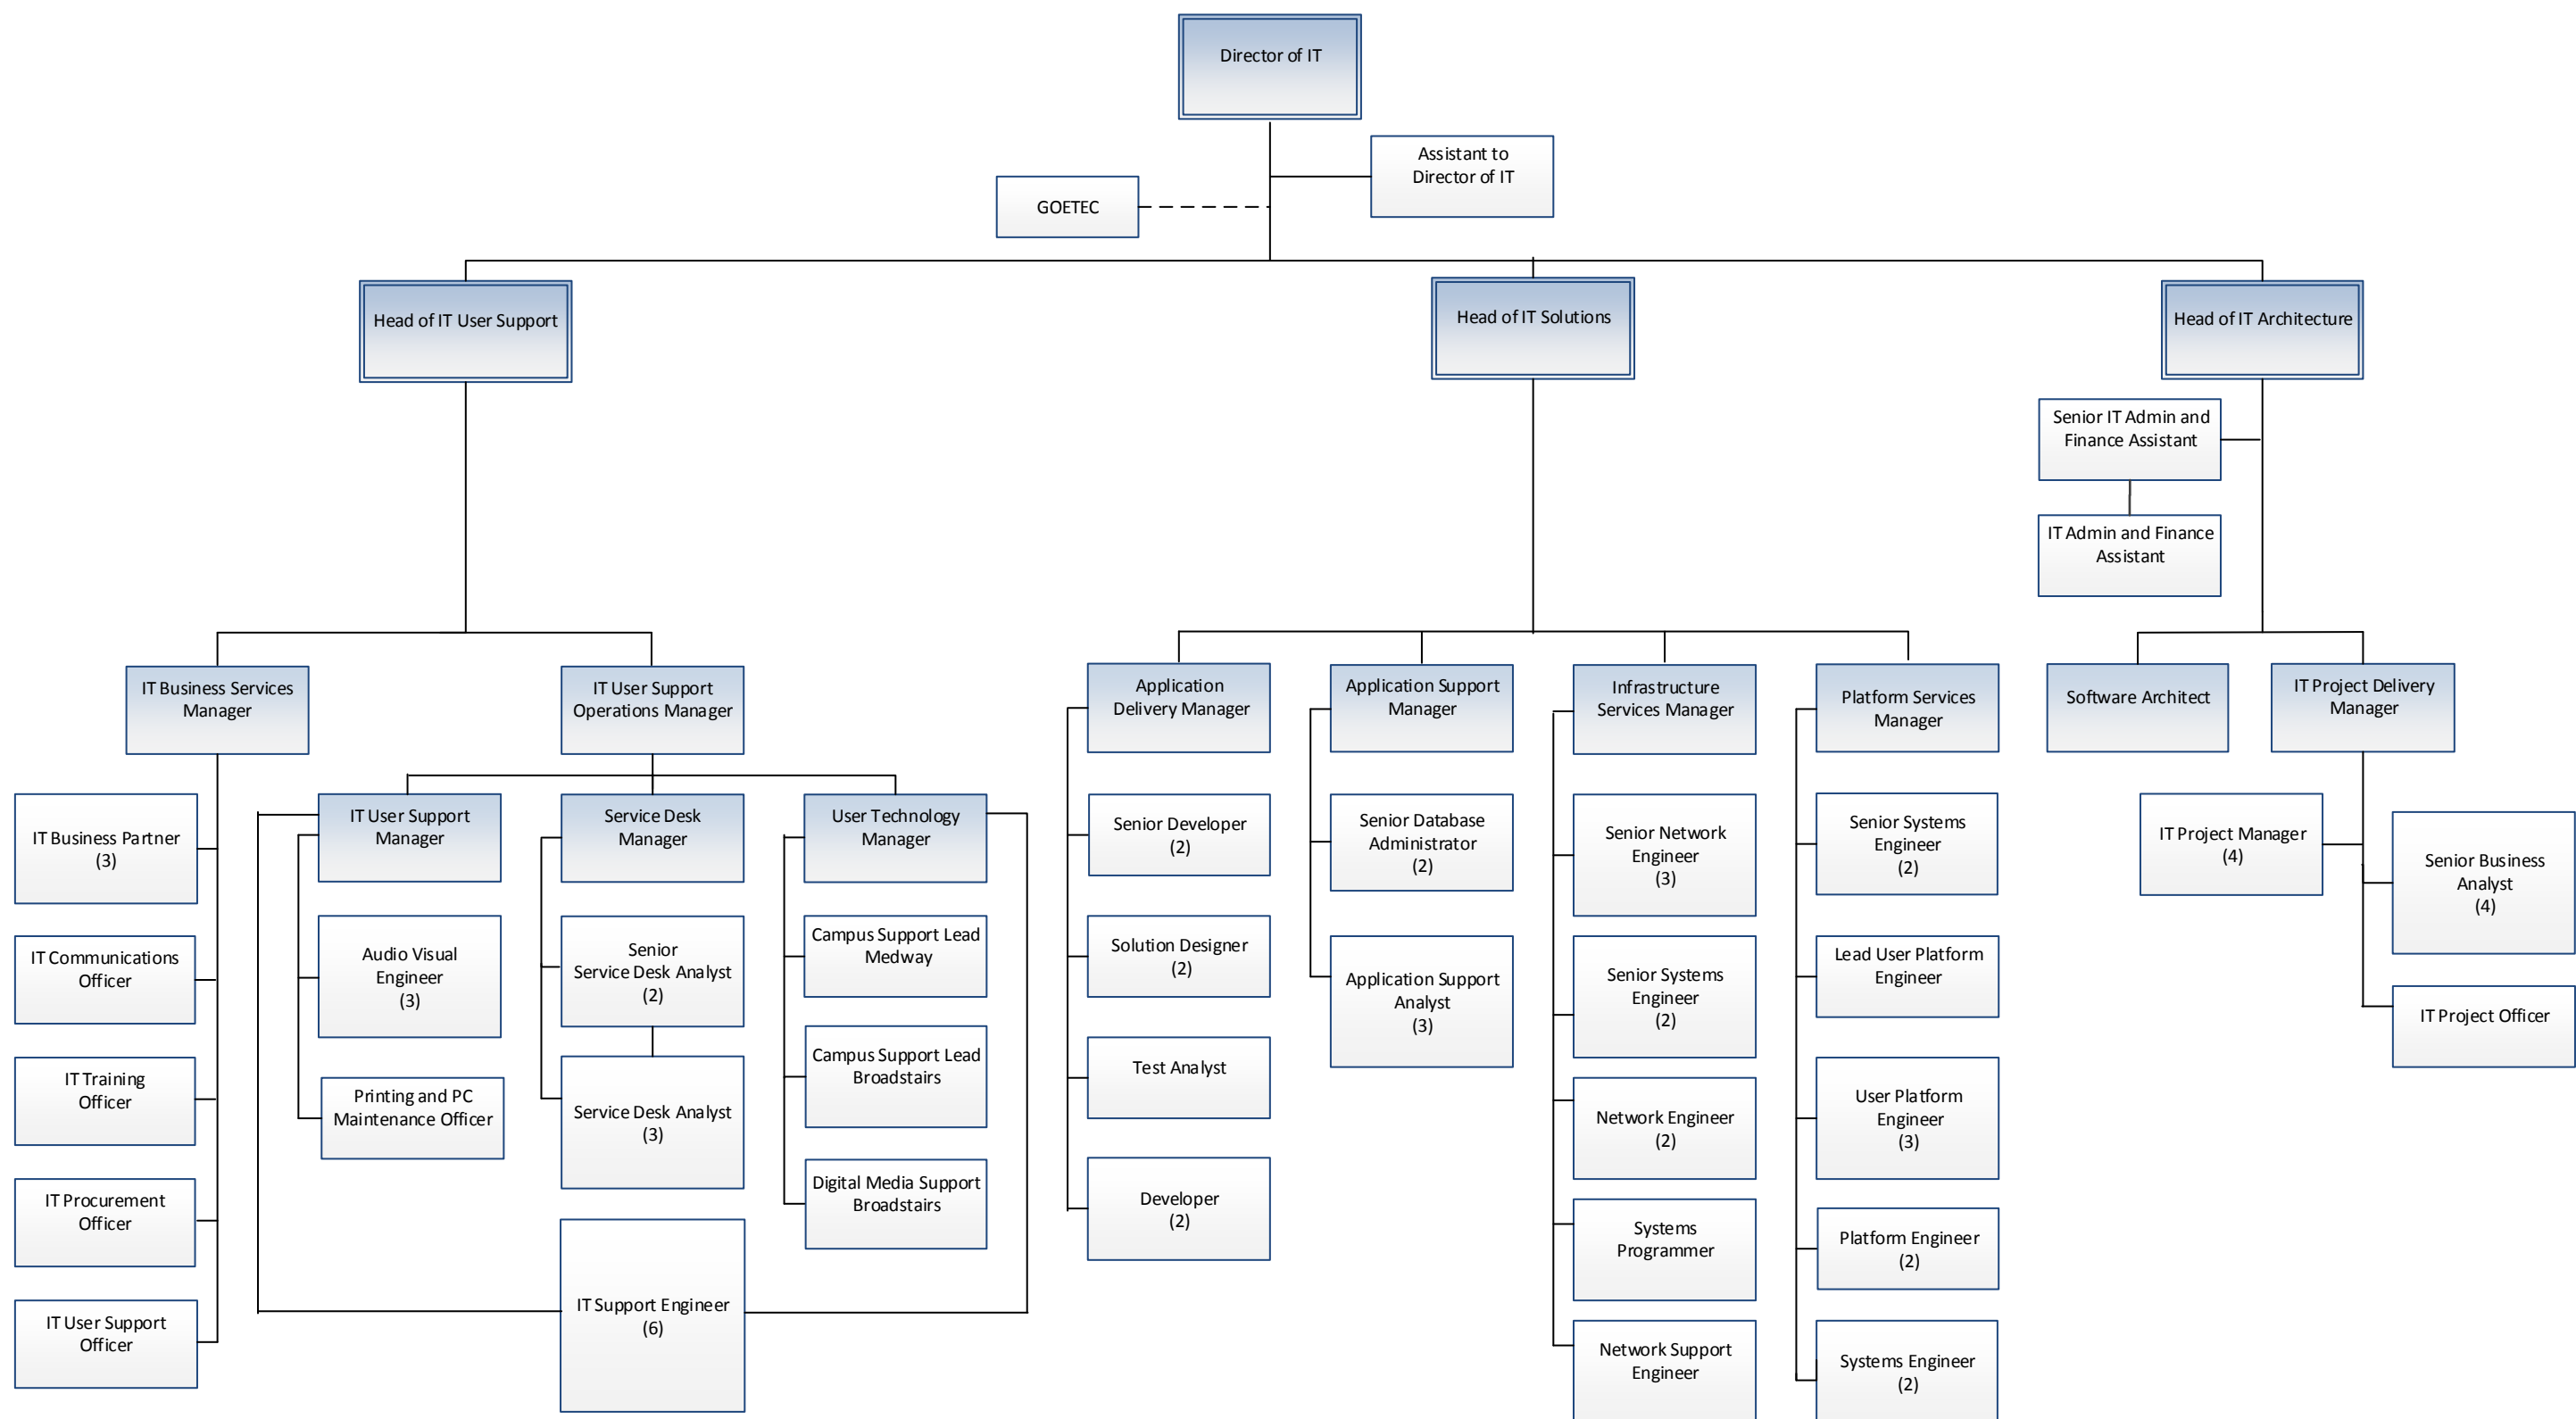 Director of IT
Assistant to
Director of IT
GOETEC
Head of IT User Support
Head of IT Solutions
Head of IT Architecture
Senior IT Admin and
Finance Assistant
IT Admin and Finance
Assistant
IT Business Services
Manager
IT User Support
Operations Manager
Application
Delivery Manager
Application Support
Manager
Infrastructure
Services Manager
Platform Services
Manager
Software Architect
IT Project Delivery
Manager
IT Business Partner
(3)
IT Communications
Officer
IT Training
Officer
IT Procurement
Officer
IT User Support
Officer
IT User Support
Manager
Audio Visual
Engineer
(3)
Printing and PC
Maintenance Officer
Service Desk
Manager
Senior
Service Desk Analyst
(2)
Service Desk Analyst
(3)
IT Support Engineer
(6)
User Technology
Manager
Campus Support Lead
Medway
Campus Support Lead
Broadstairs
Digital Media Support
Broadstairs
Senior Developer
(2)
Solution Designer
(2)
Test Analyst
Developer
(2)
Senior Database
Administrator
(2)
Application Support
Analyst
(3)
Senior Network
Engineer
(3)
Senior Systems
Engineer
(2)
Network Engineer
(2)
Systems
Programmer
Network Support
Engineer
Senior Systems
Engineer
(2)
Lead User Platform
Engineer
User Platform
Engineer
(3)
Platform Engineer
(2)
Systems Engineer
(2)
IT Project Manager
(4)
Senior Business
Analyst
(4)
IT Project Officer